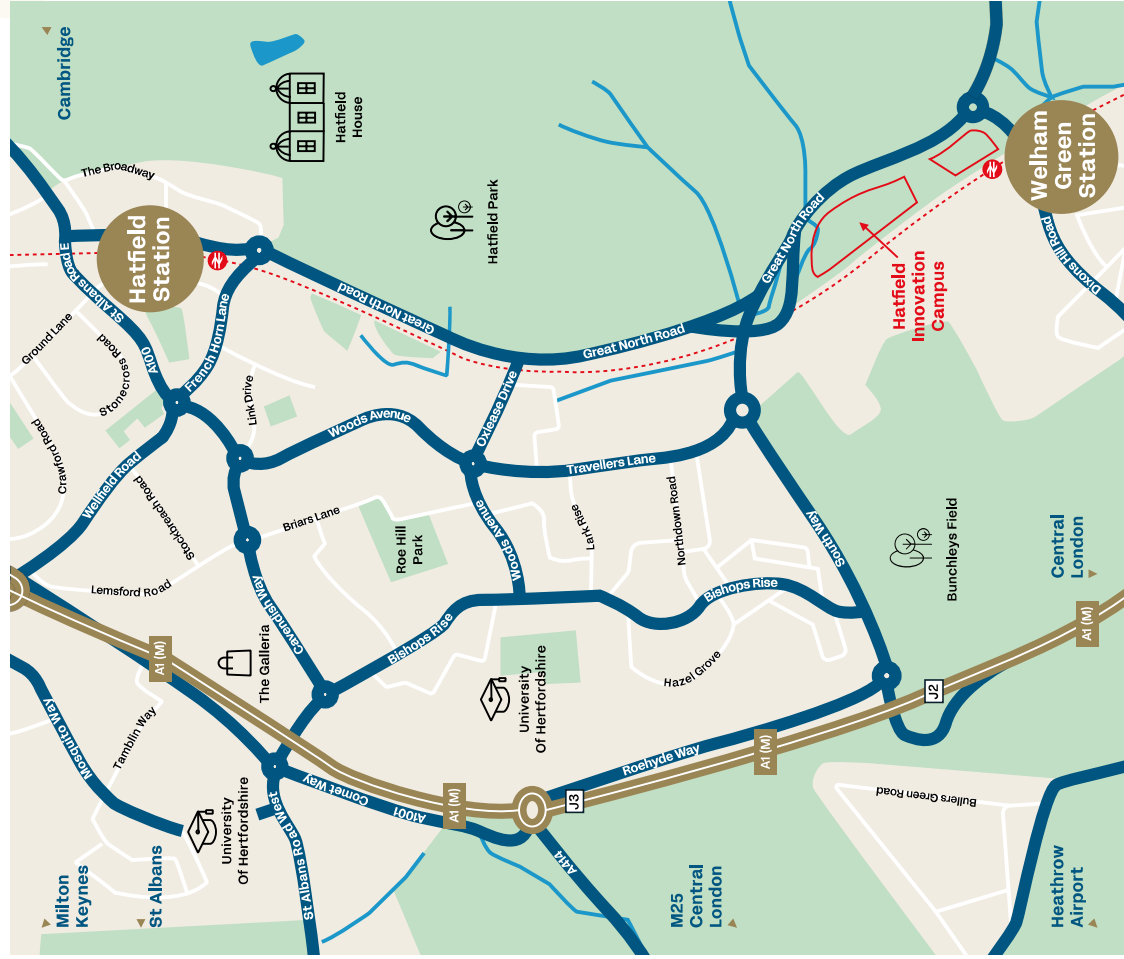 Cambridge
The Broadway
Hatfield
House
Hatfield
Station
Hatfield Park
Welham
Green
Station
St Albans Road E
A100
Ground Lane
Stonecross Road
French Horn Lane
Link Drive
Crawford Road
Wellfield Road
Stockbreach Road
Great North Road
Great North Road
Great North Road
Hatfield
Innovation
Campus
Dixons Hill Road
Woods Avenue
Oxlease Drive
Travellers Lane
Briars Lane
Roe Hill
Park
Woods Avenue
Lark Rise
Northdown Road
South Way
Bunchleys Field
Central
London
Lemsford Road
Cavendish Way
The Galleria
A1 (M)
Bishops Rise
Bishops Rise
Hazel Grove
University
Of Hertfordshire
A1 (M)
J2
Mosquito Way
Tamblin Way
University
Of Hertfordshire
Comet Way
A1001
A1 (M)
Roehyde Way
A1 (M)
J3
St Albans Road West
A414
Bullers Green Road
Milton
Keynes
St Albans
M25
Central
London
Heathrow
Airport